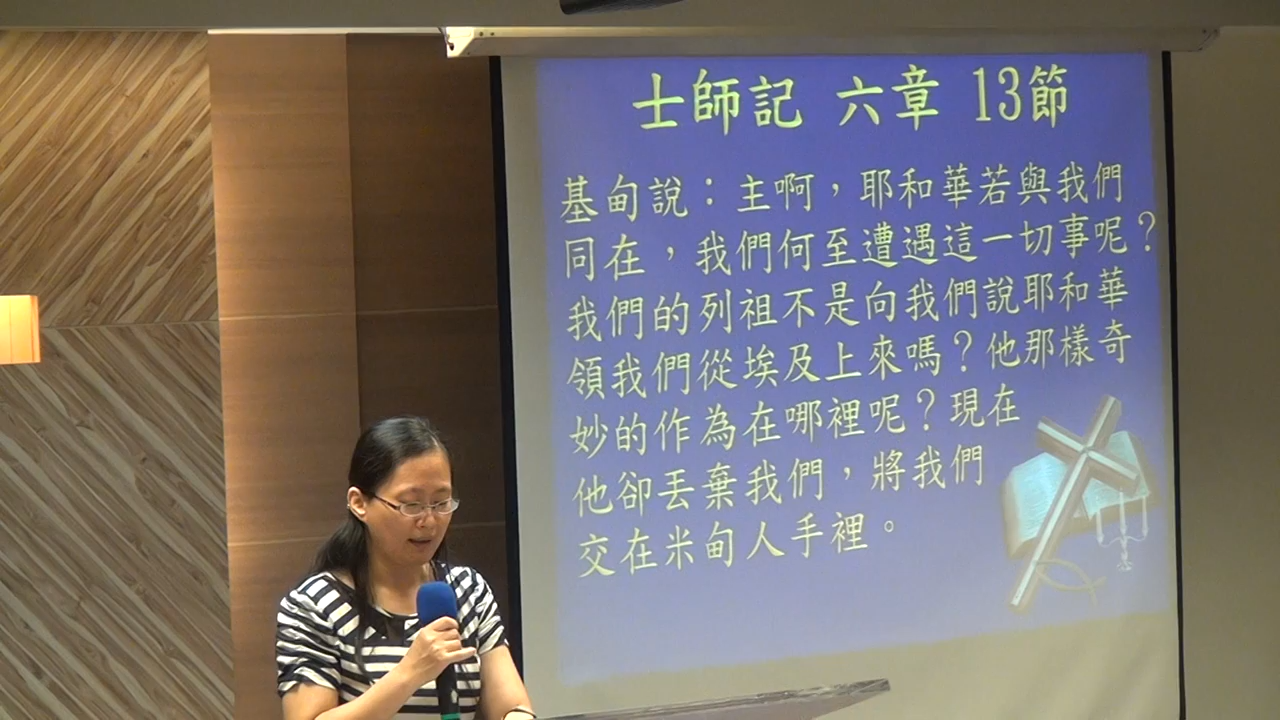 士師記 六章 13節
基甸說：主啊，耶和華若與我們
同在，我們何至遭遇這一切事呢？
我們的列祖不是向我們說耶和華
領我們從埃及上來嗎？他那樣奇
妙的作為在哪裡呢？現在
他卻丟棄我們，將我們
交在米甸人手裡。